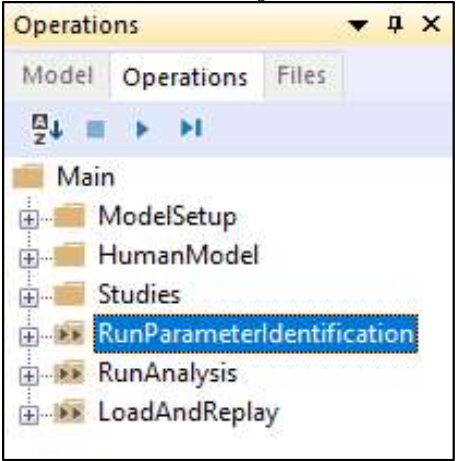 Operations
Model Operations Files
Main
ModelSetup
HumanModel
Studies
RunParameterIdentification
RunAnalysis
LoadAndReplay